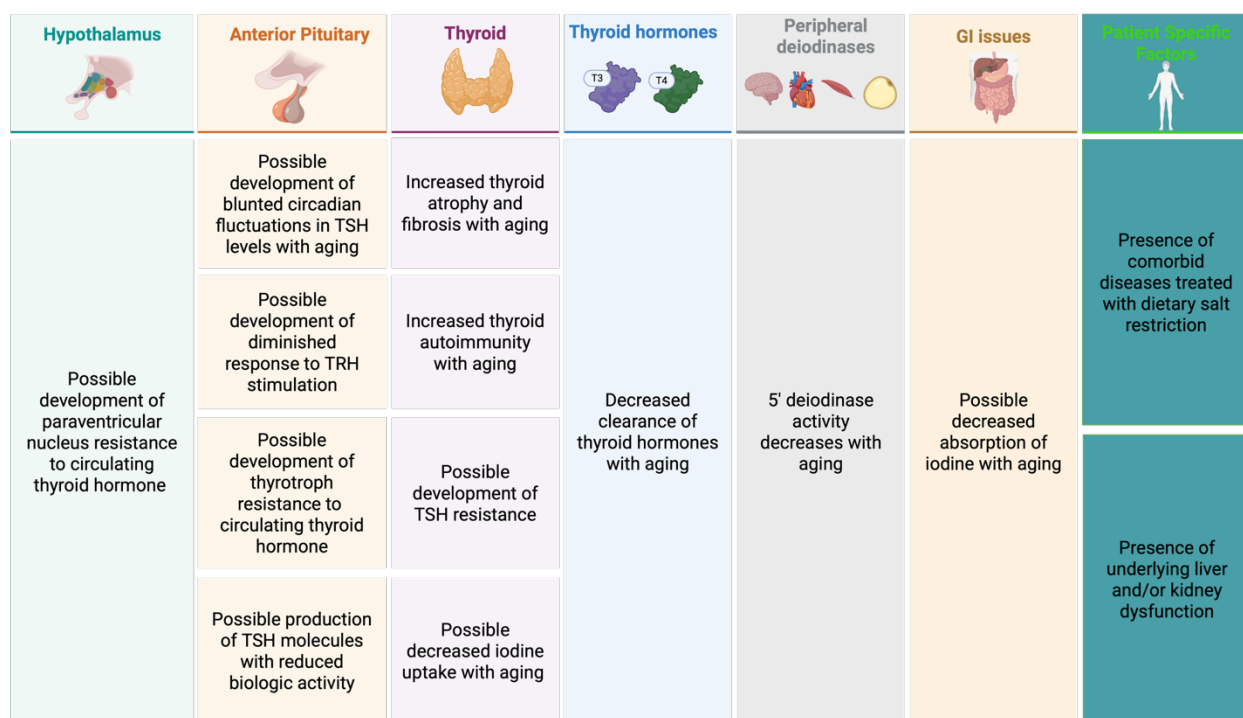 Hypothalamus
Anterior Pituitary
Thyroid
Thyroid hormones
Peripheral
deiodinases
GI issues
Patient Specific
Factors
T3
T4
Possible
development of
paraventricular
nucleus resistance
to circulating
thyroid hormone
Possible
development of
blunted circadian
fluctuations in TSH
levels with aging
Possible
development of
diminished
response to TRH
stimulation
Possible
development of
thyrotroph
resistance to
circulating thyroid
hormone
Possible production
of TSH molecules
with reduced
biologic activity
Increased thyroid
atrophy and
fibrosis with aging
Increased thyroid
autoimmunity
with aging
Possible
development of
TSH resistance
Possible
decreased iodine
uptake with aging
Decreased
clearance of
thyroid hormones
with aging
5' deiodinase
activity
decreases with
aging
Possible
decreased
absorption of
iodine with aging
Presence of
comorbid
diseases treated
with dietary salt
restriction
Presence of
underlying liver
and/or kidney
dysfunction